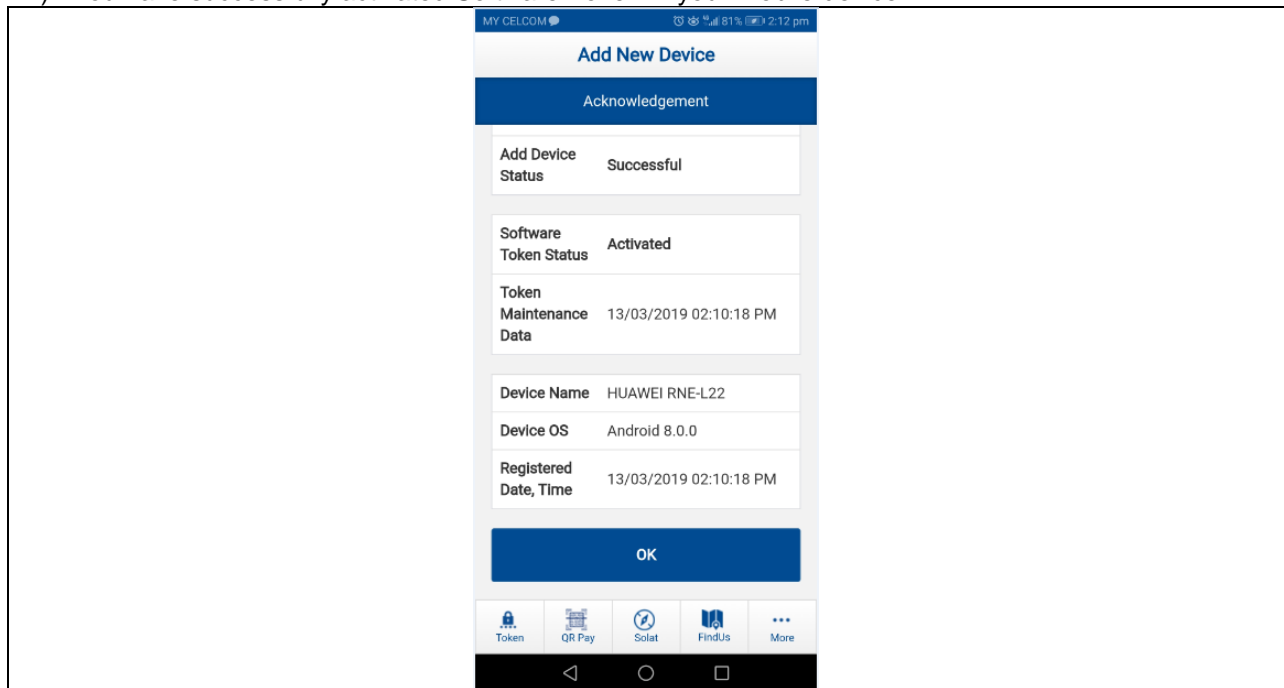 MY CELCOM 81% 2:12 pm
Add New Device
Acknowledgement
Add Device
Status
Successful
Software
Token Status
Activated
Token
Maintenance
Data
13/03/2019 02:10:18 PM
Device Name HUAWEI RNE-L22
Device OS Android 8.0.0
Registered
Date, Time
13/03/2019 02:10:18 PM
OK
Token QR Pay Solat FindUs More